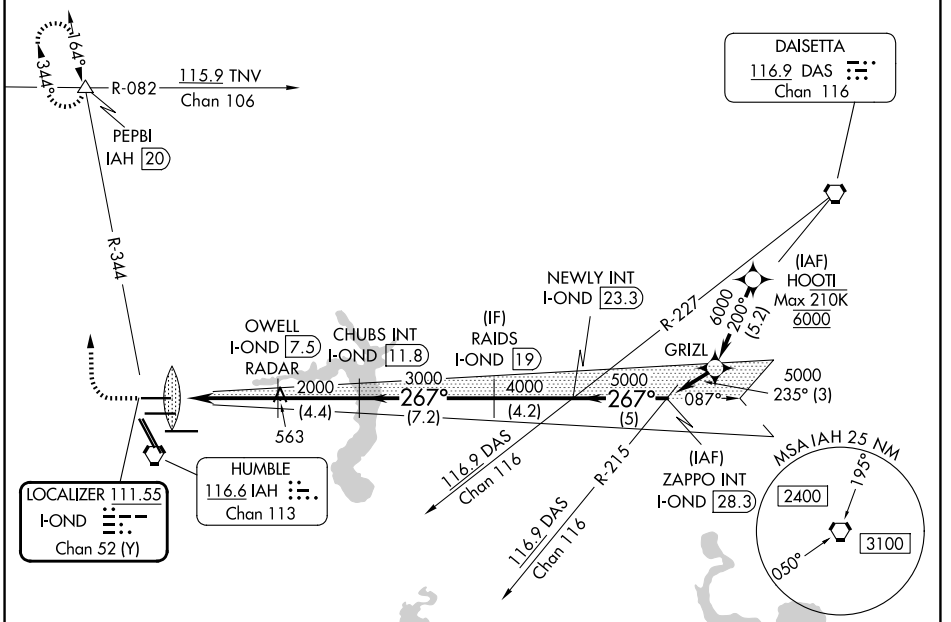 164°
344°
R-082
115.9 TNV
Chan 106
PEPBI
IAH 20
R-344
DAISETTA
116.9 DAS
Chan 116
(IAF)
HOOTI
Max 210K
6000
6000
200°
(5.2)
NEWLY INT
I-OND 23.3
R-227
GRIZL
(IF)
RAIDS
I-OND 19
CHUBS INT
I-OND 11.8
OWELL
I-OND 7.5
RADAR
2000
3000
4000
5000
5000
267°
267°
087°
235° (3)
(4.4)
(7.2)
(4.2)
(5)
563
116.9 DAS
Chan 116
R-215
116.9 DAS
Chan 116
(IAF)
ZAPPO INT
I-OND 28.3
HUMBLE
116.6 IAH
Chan 113
LOCALIZER 111.55
I-OND
Chan 52 (Y)
MSA IAH 25 NM
195°
2400
3100
050°